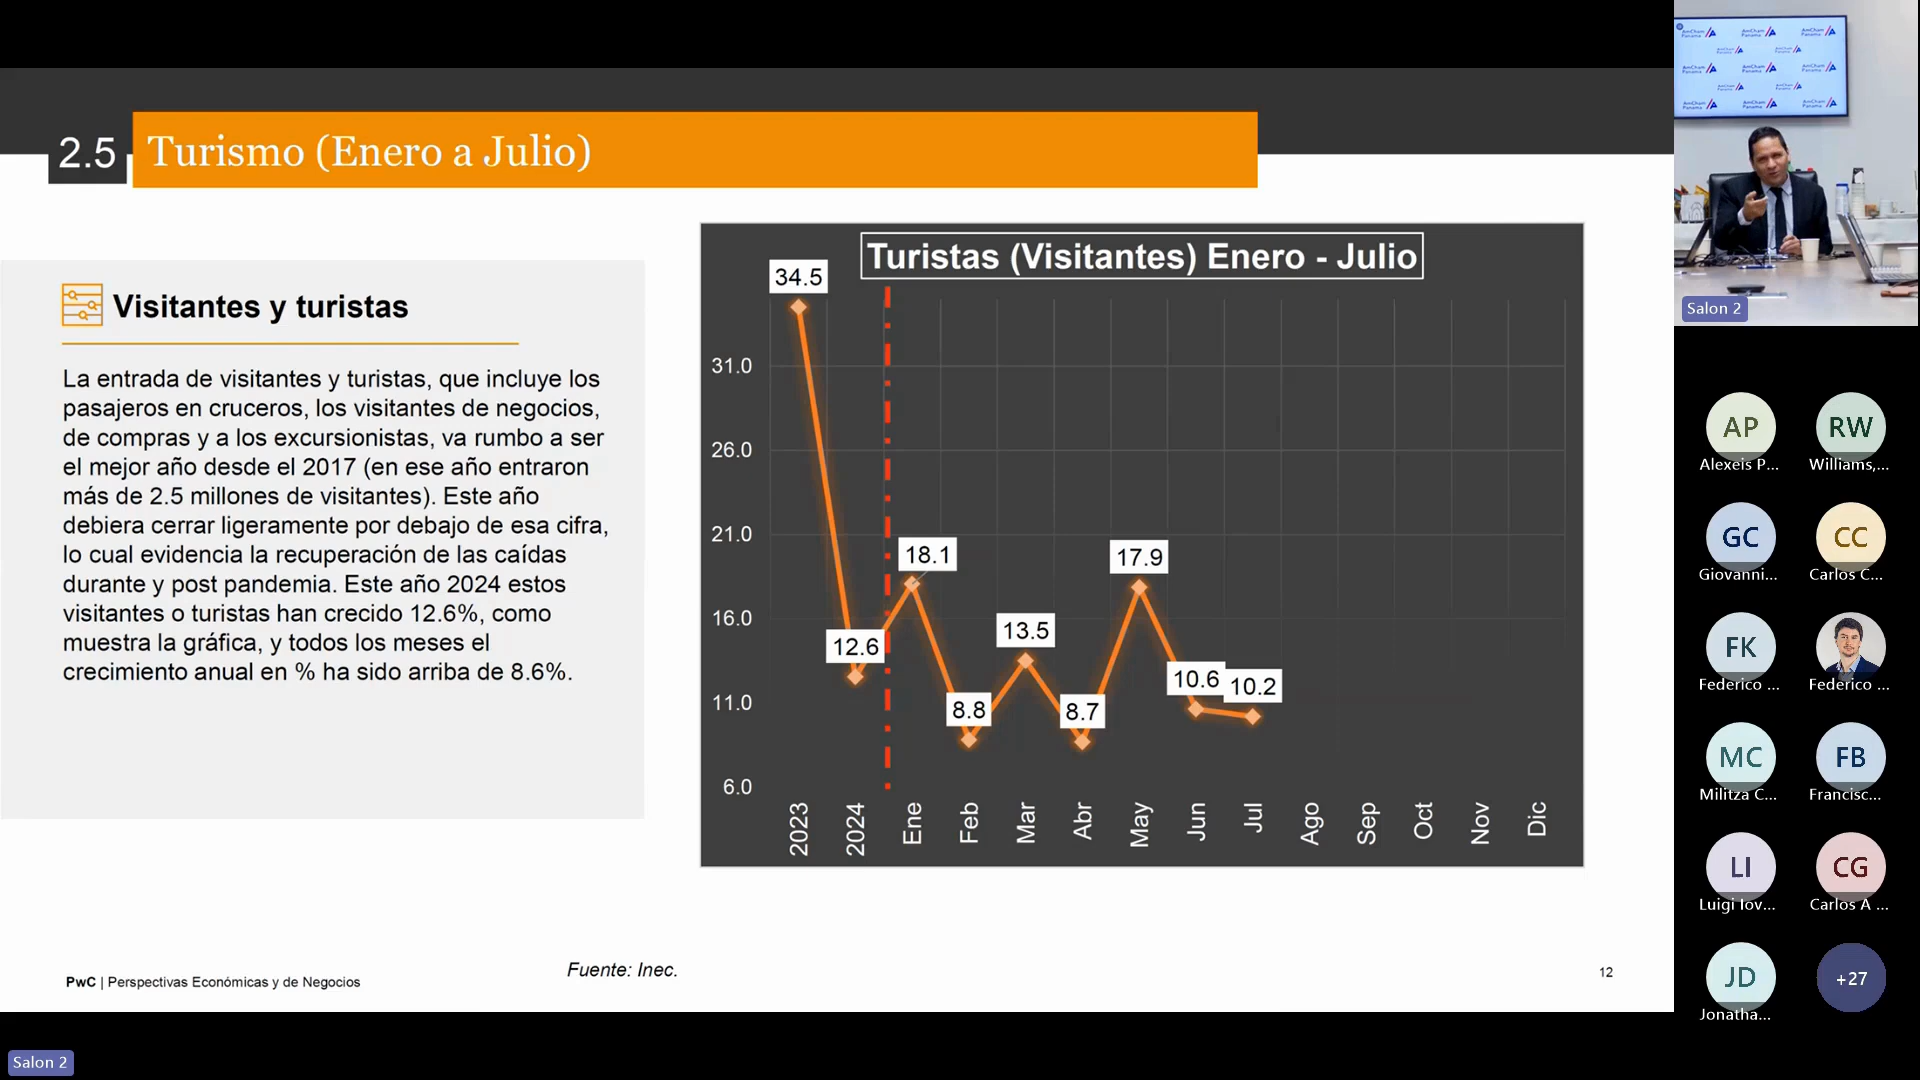 2.5
Turismo (Enero a Julio)
Visitantes y turistas
La entrada de visitantes y turistas, que incluye los
pasajeros en cruceros, los visitantes de negocios,
de compras y a los excursionistas, va rumbo a ser
el mejor año desde el 2017 (en ese año entraron
más de 2.5 millones de visitantes). Este año
debiera cerrar ligeramente por debajo de esa cifra,
lo cual evidencia la recuperación de las caídas
durante y post pandemia. Este año 2024 estos
visitantes o turistas han crecido 12.6%, como
muestra la gráfica, y todos los meses el
crecimiento anual en % ha sido arriba de 8.6%.
Turistas (Visitantes) Enero - Julio
34.5
12.6
18.1
8.8
13.5
8.7
17.9
10.6
10.2
31.0
26.0
21.0
16.0
11.0
6.0
2023
2024
Ene
Feb
Mar
Abr
May
Jun
Jul
Ago
Sep
Oct
Nov
Dic
Fuente: Inec.
PwC | Perspectivas Económicas y de Negocios
12
AmCham
Panama
Salon 2
AP
Alexeis P...
RW
Williams,...
GC
Giovanni...
CC
Carlos C...
FK
Federico ...
Federico ...
MC
Militza C...
FB
Francisc...
LI
Luigi Iov...
CG
Carlos A ...
JD
Jonatha...
+27
Salon 2